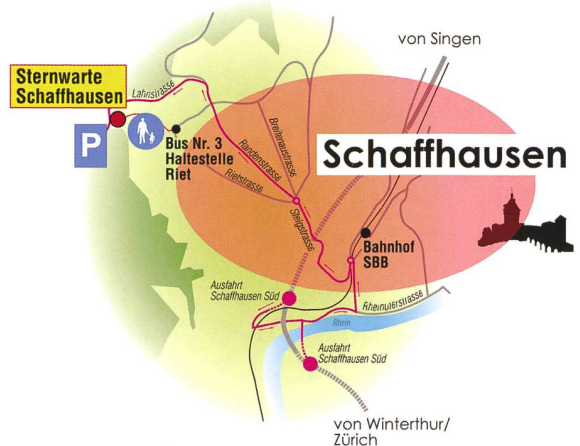 von Singen
Sternwarte
Schaffhausen
Lahnstrasse
P
Bus Nr. 3
Haltestelle
Riet
Randenstrasse
Breitenaustrasse
Rietstrasse
Schaffhausen
Steigstrasse
Bahnhof
SBB
Ausfahrt
Schaffhausen Süd
Rheinuferstrasse
Rhein
Ausfahrt
Schaffhausen Süd
von Winterthur/
Zürich